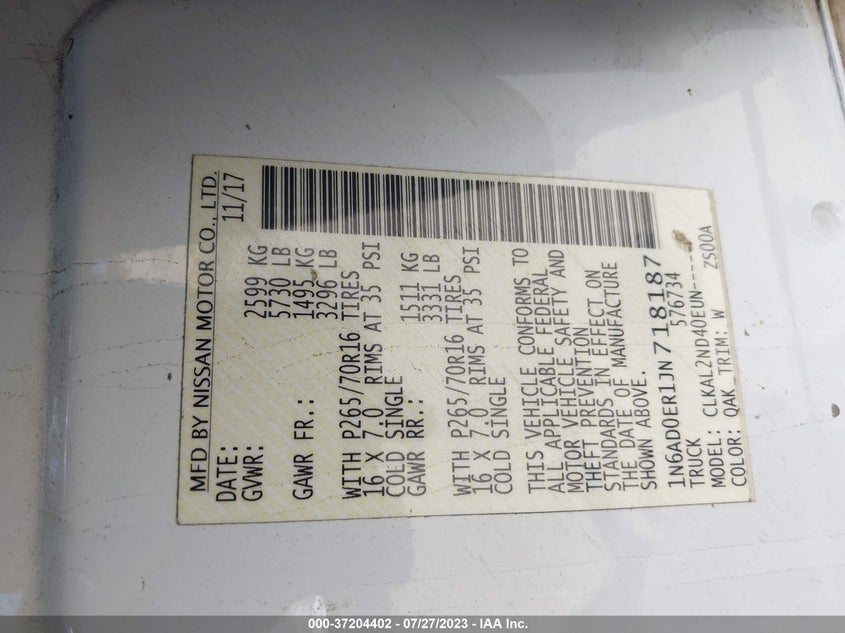 MFD BY NISSAN MOTOR CO., LTD.
DATE: 11/17
GVWR: 2599 KG
5730 LB
GAWR FR.: 1495 KG
3296 LB
WITH P265/70R16 TIRES
16 X 7.0 RIMS AT 35 PSI
COLD SINGLE
GAWR RR.: 1511 KG
3331 LB
WITH P265/70R16 TIRES
16 X 7.0 RIMS AT 35 PSI
COLD SINGLE
THIS VEHICLE CONFORMS TO
ALL APPLICABLE FEDERAL
MOTOR VEHICLE SAFETY AND
THEFT PREVENTION
STANDARDS IN EFFECT ON
THE DATE OF MANUFACTURE
SHOWN ABOVE.
1N6AD0ER1JN718187
TRUCK 576734
MODEL: CLKAL2ND40EUN-----
COLOR: QAK TRIM: W ZS00A
000-37204402 / 07/27/2023 - IAA Inc.